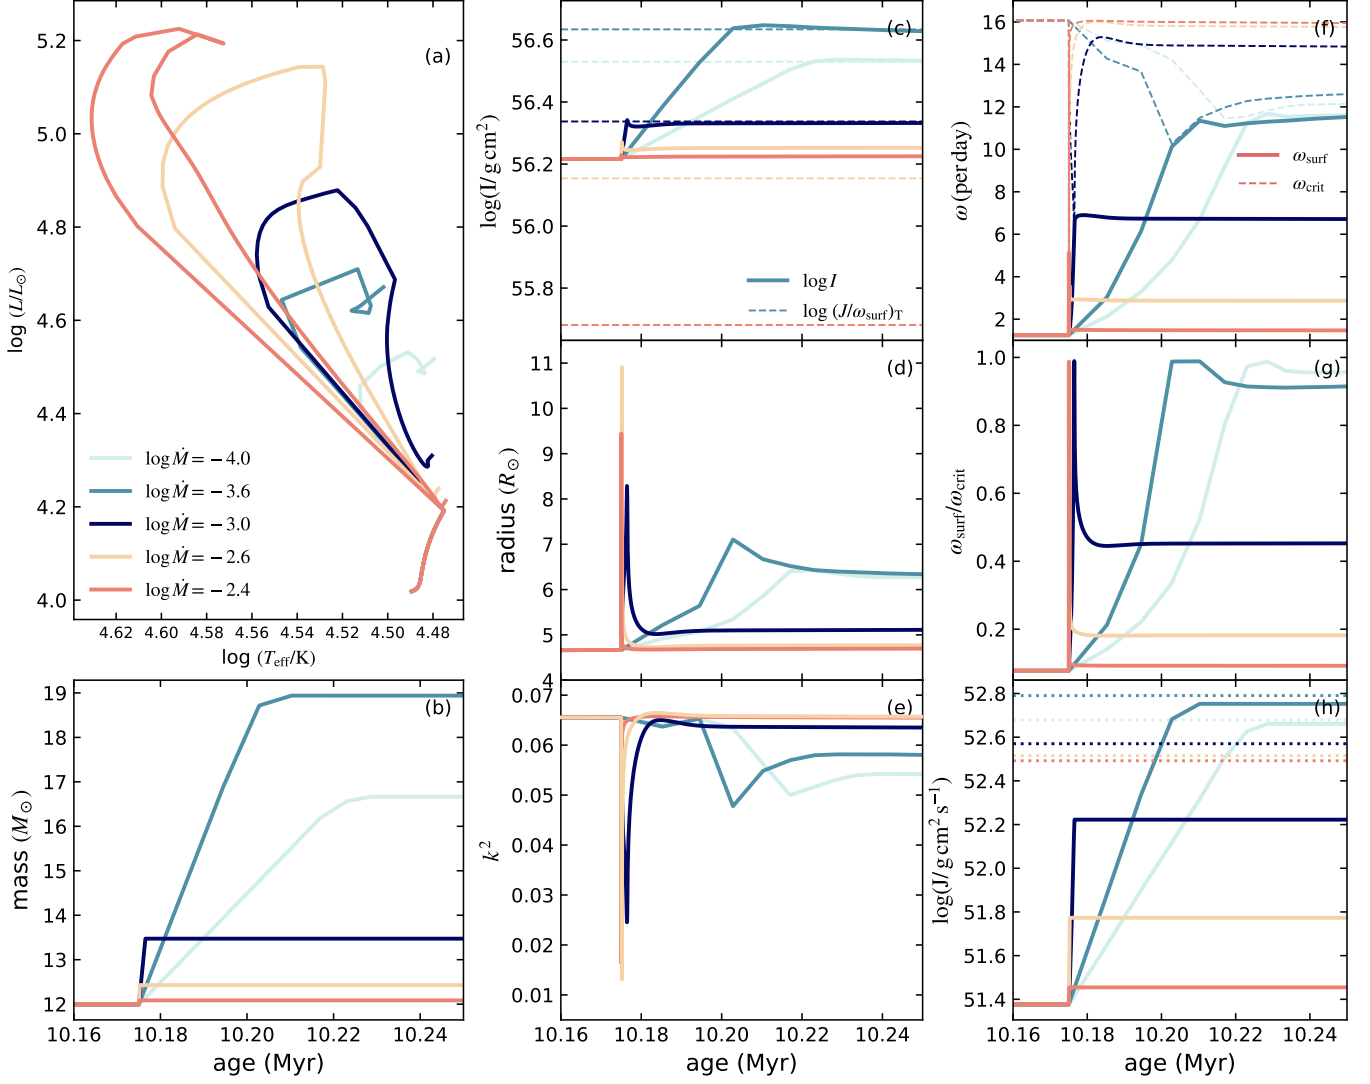 (a)
5.2
5.0
4.8
4.6
4.4
4.2
4.0
log (L/L⊙)
log Ṁ = −4.0
log Ṁ = −3.6
log Ṁ = −3.0
log Ṁ = −2.6
log Ṁ = −2.4
4.62 4.60 4.57 4.56 4.54 4.52 4.50 4.48
log (Teff/K)
(b)
19
18
17
16
15
14
13
12
mass (M⊙)
10.16 10.18 10.20 10.22 10.24
age (Myr)
(c)
56.6
56.4
56.2
56.0
55.8
log(I/ g cm²)
log I
log (J/ωsurf)T
(d)
11
10
9
8
7
6
5
4
radius (R⊙)
(e)
0.07
0.06
0.05
0.04
0.03
0.02
0.01
k²
10.16 10.18 10.20 10.22 10.24
age (Myr)
(f)
16
14
12
10
8
6
4
2
ω (per day)
ωsurf
ωcrit
(g)
1.0
0.8
0.6
0.4
0.2
ωsurf/ωcrit
(h)
52.8
52.6
52.4
52.2
52.0
51.8
51.6
51.4
log(J/ g cm² s⁻¹)
10.16 10.18 10.20 10.22 10.24
age (Myr)